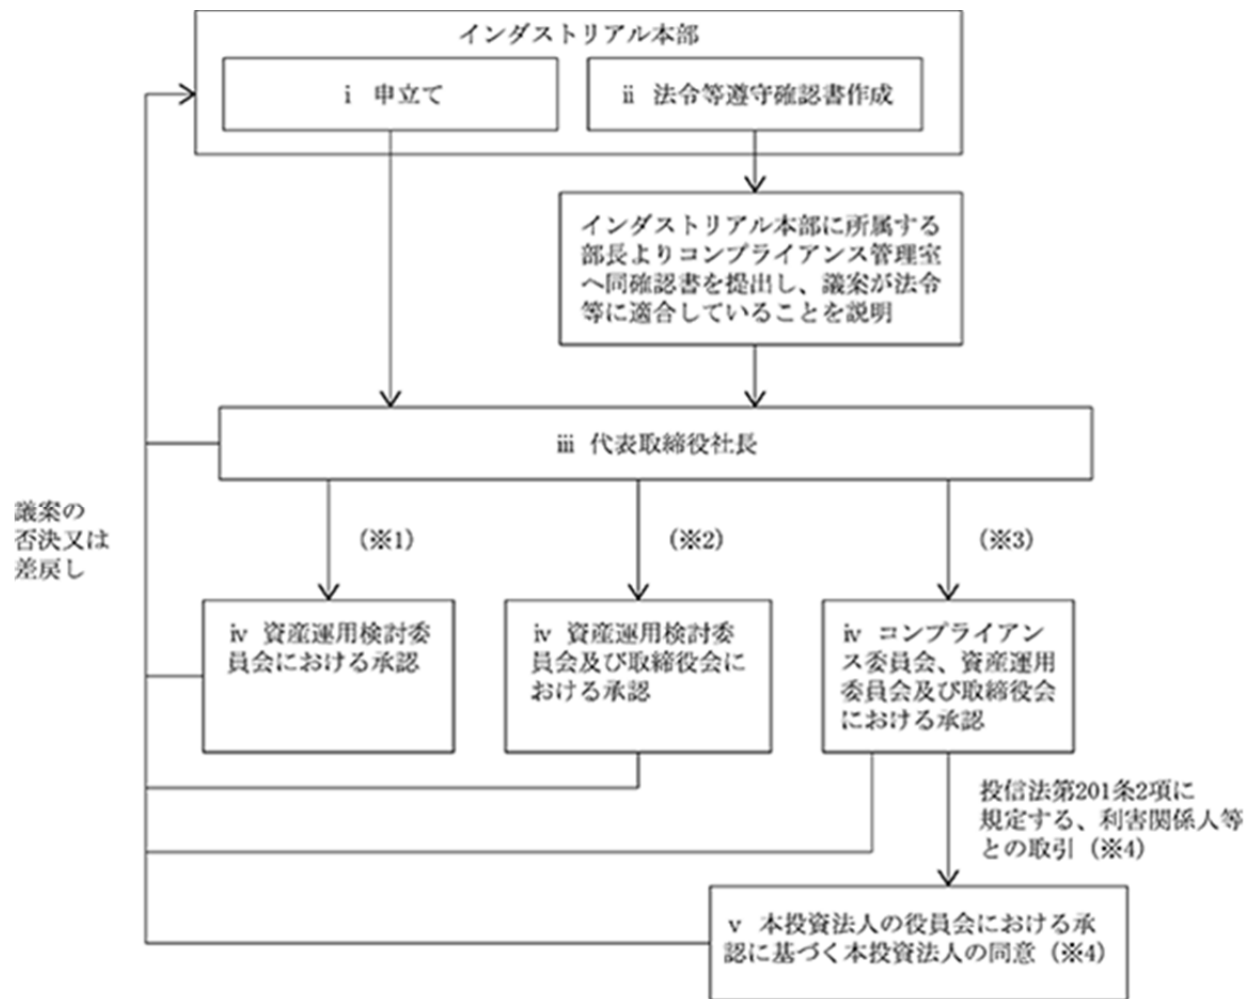 インダストリアル本部
ⅰ 申立て
ⅱ 法令等遵守確認書作成
インダストリアル本部に所属する
部長よりコンプライアンス管理室
へ同確認書を提出し、議案が法令
等に適合していることを説明
ⅲ 代表取締役社長
議案の
否決又は
差戻し
(※1)
(※2)
(※3)
ⅳ 資産運用検討委
員会における承認
ⅳ 資産運用検討委
員会及び取締役会に
おける承認
ⅳ コンプライアン
ス委員会、資産運用
委員会及び取締役会
における承認
投信法第201条2項に
規定する、利害関係人等
との取引 (※4)
ⅴ 本投資法人の役員会における承
認に基づく本投資法人の同意 (※4)